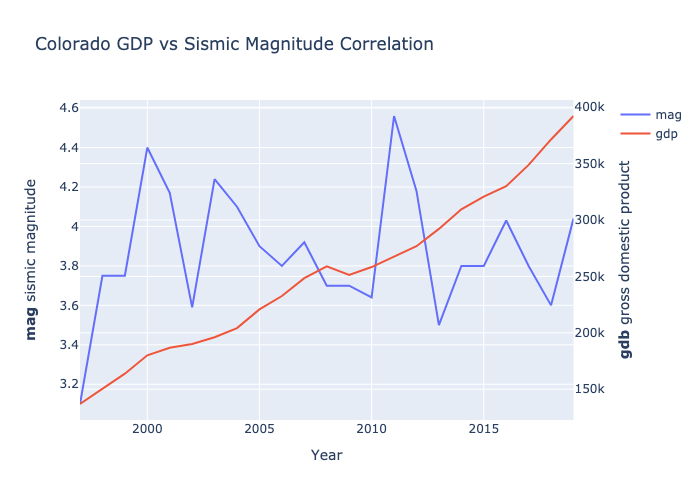 Colorado GDP vs Sismic Magnitude Correlation
mag
gdp
4.6
4.4
4.2
4
3.8
3.6
3.4
3.2
mag sismic magnitude
400k
350k
300k
250k
200k
150k
gdb gross domestic product
2000 2005 2010 2015
Year